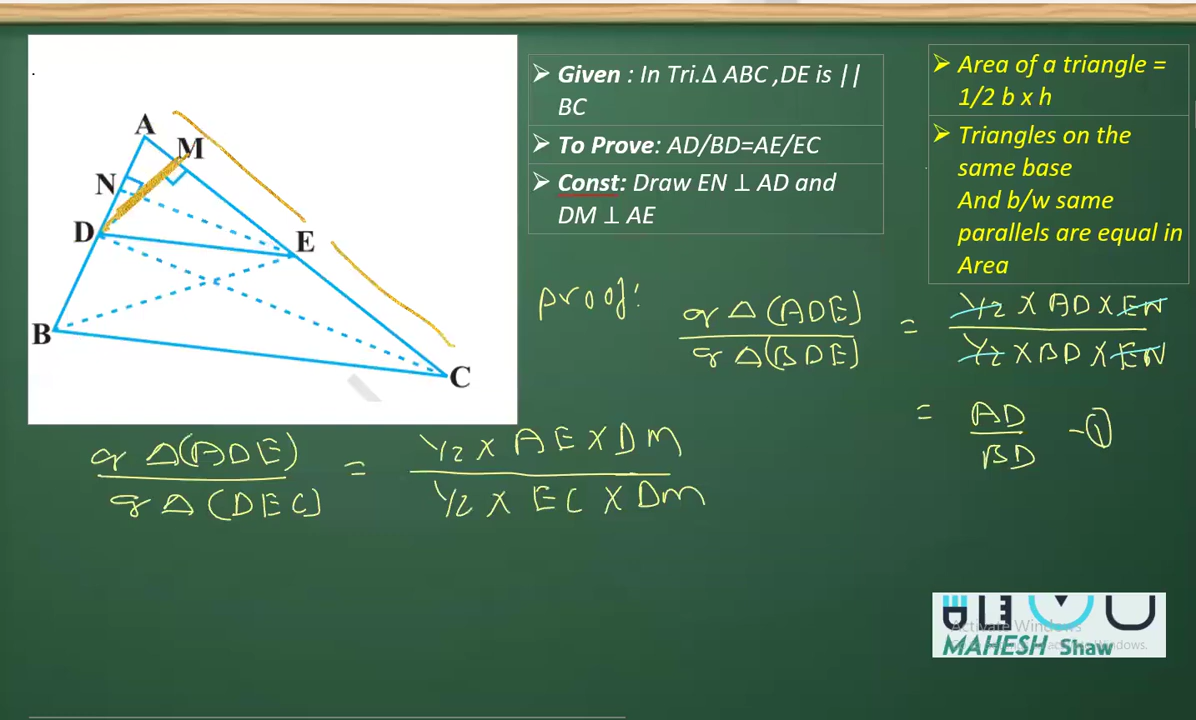 A
M
N
D
E
B
C
➢ Given : In Tri.Δ ABC ,DE is ||
BC
➢ To Prove: AD/BD=AE/EC
➢ Const: Draw EN ⊥ AD and
DM ⊥ AE
➢ Area of a triangle =
1/2 b x h
➢ Triangles on the
same base
And b/w same
parallels are equal in
Area
proof:
ar Δ(ADE) = 1/2 X AD X EN
ar Δ(BDE) 1/2 X BD X EN
= AD - ①
BD
ar Δ(ADE) = 1/2 X AE X DM
ar Δ(DEC) 1/2 X EC X DM
Activate Windows
MAHESH Shaw